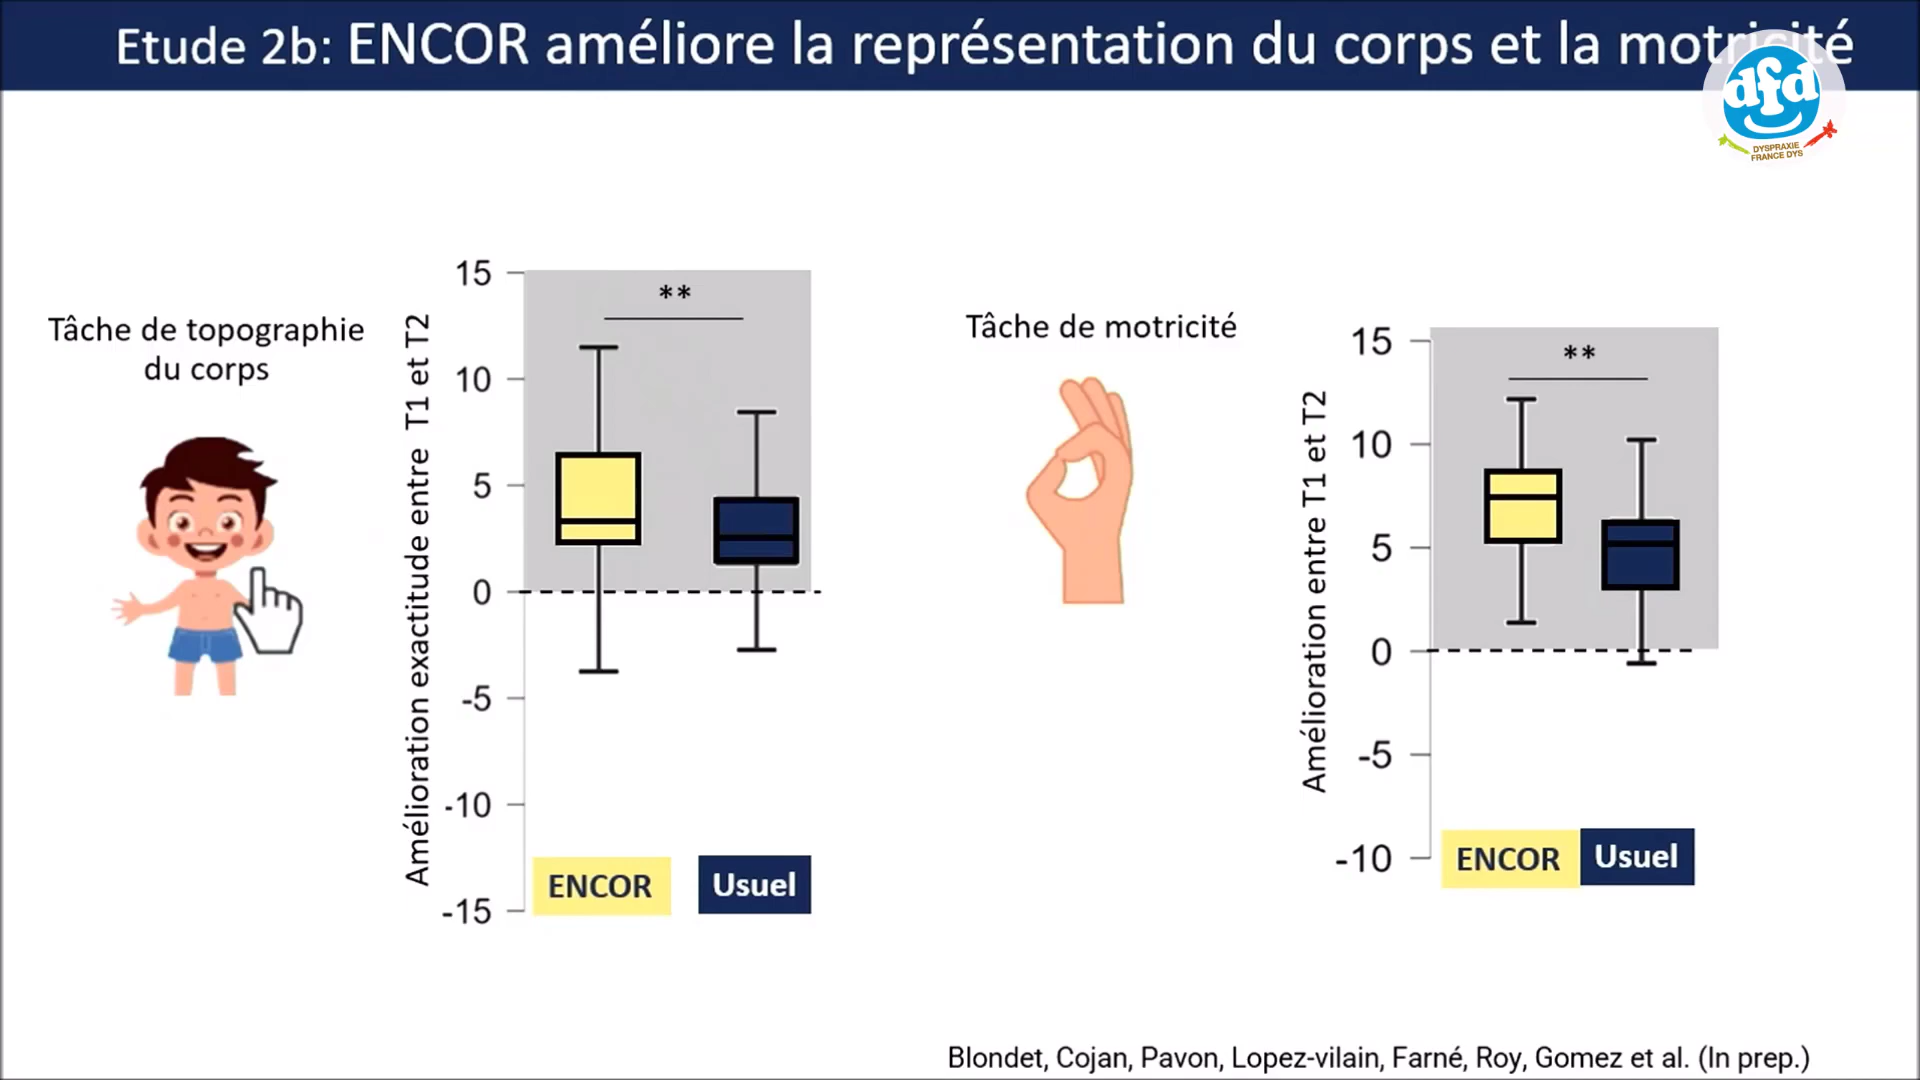 Etude 2b: ENCOR améliore la représentation du corps et la motricité
dfd
DYSPRAXIE
FRANCE DYS
Tâche de topographie
du corps
Amélioration exactitude entre T1 et T2
15
10
5
0
-5
-10
-15
**
ENCOR
Usuel
Tâche de motricité
Amélioration entre T1 et T2
15
10
5
0
-5
-10
**
ENCOR
Usuel
Blondet, Cojan, Pavon, Lopez-vilain, Farné, Roy, Gomez et al. (In prep.)